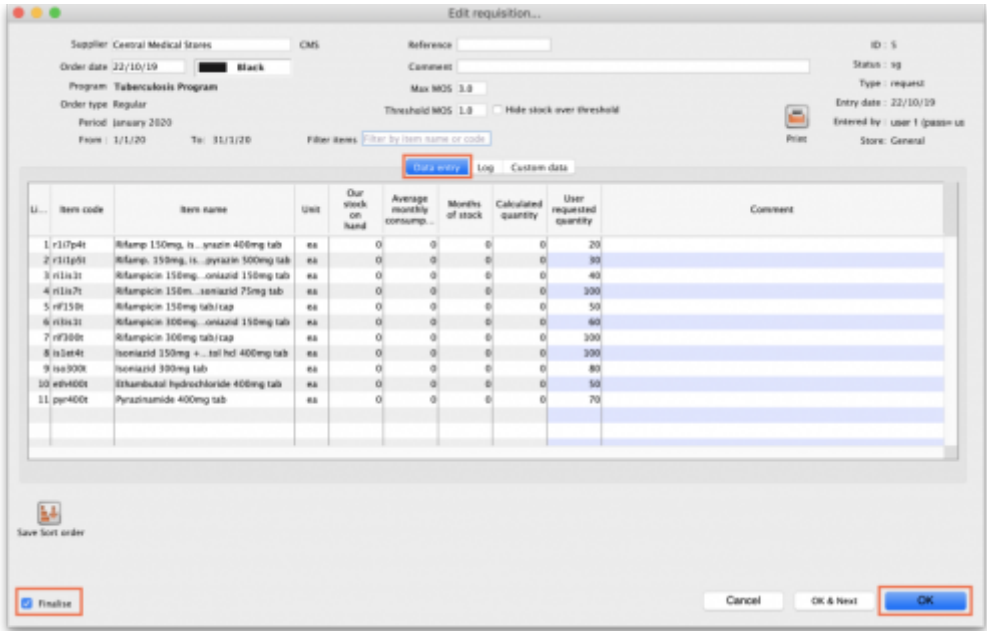 Edit requisition...
Supplier Central Medical Stores CMS Reference ID : 5
Order date 22/10/19 Black Comment Status : sg
Program Tuberculosis Program Max MOS 3.0 Type : request
Order type Regular Threshold MOS 1.0 Hide stock over threshold Entry date : 22/10/19
Period January 2020 Print Entered by : user 1 (pass= us
From : 1/1/20 To: 31/1/20 Filter items Filter by item name or code Store: General
Data entry Log Custom data
Li... Item code Item name Unit Our stock on hand Average monthly consump... Months of stock Calculated quantity User requested quantity Comment
1 Rifamp 150mg, is...yrazin 400mg tab ea 0 0 0 0 20
2 Rifamp. 150mg, is...pyrazin 500mg tab ea 0 0 0 0 30
3 Rifampicin 150mg...oniazid 150mg tab ea 0 0 0 0 40
4 Rifampicin 150m...soniazid 75mg tab ea 0 0 0 0 100
5 rif150t Rifampicin 150mg tab/cap ea 0 0 0 0 50
6 Rifampicin 300mg...oniazid 150mg tab ea 0 0 0 0 60
7 rif300t Rifampicin 300mg tab/cap ea 0 0 0 0 100
8 Isoniazid 150mg +...tol hcl 400mg tab ea 0 0 0 0 100
9 iso300t Isoniazid 300mg tab ea 0 0 0 0 80
10 eth400t Ethambutol hydrochloride 400mg tab ea 0 0 0 0 50
11 pyr400t Pyrazinamide 400mg tab ea 0 0 0 0 70
Save Sort order
Finalise Cancel OK & Next OK